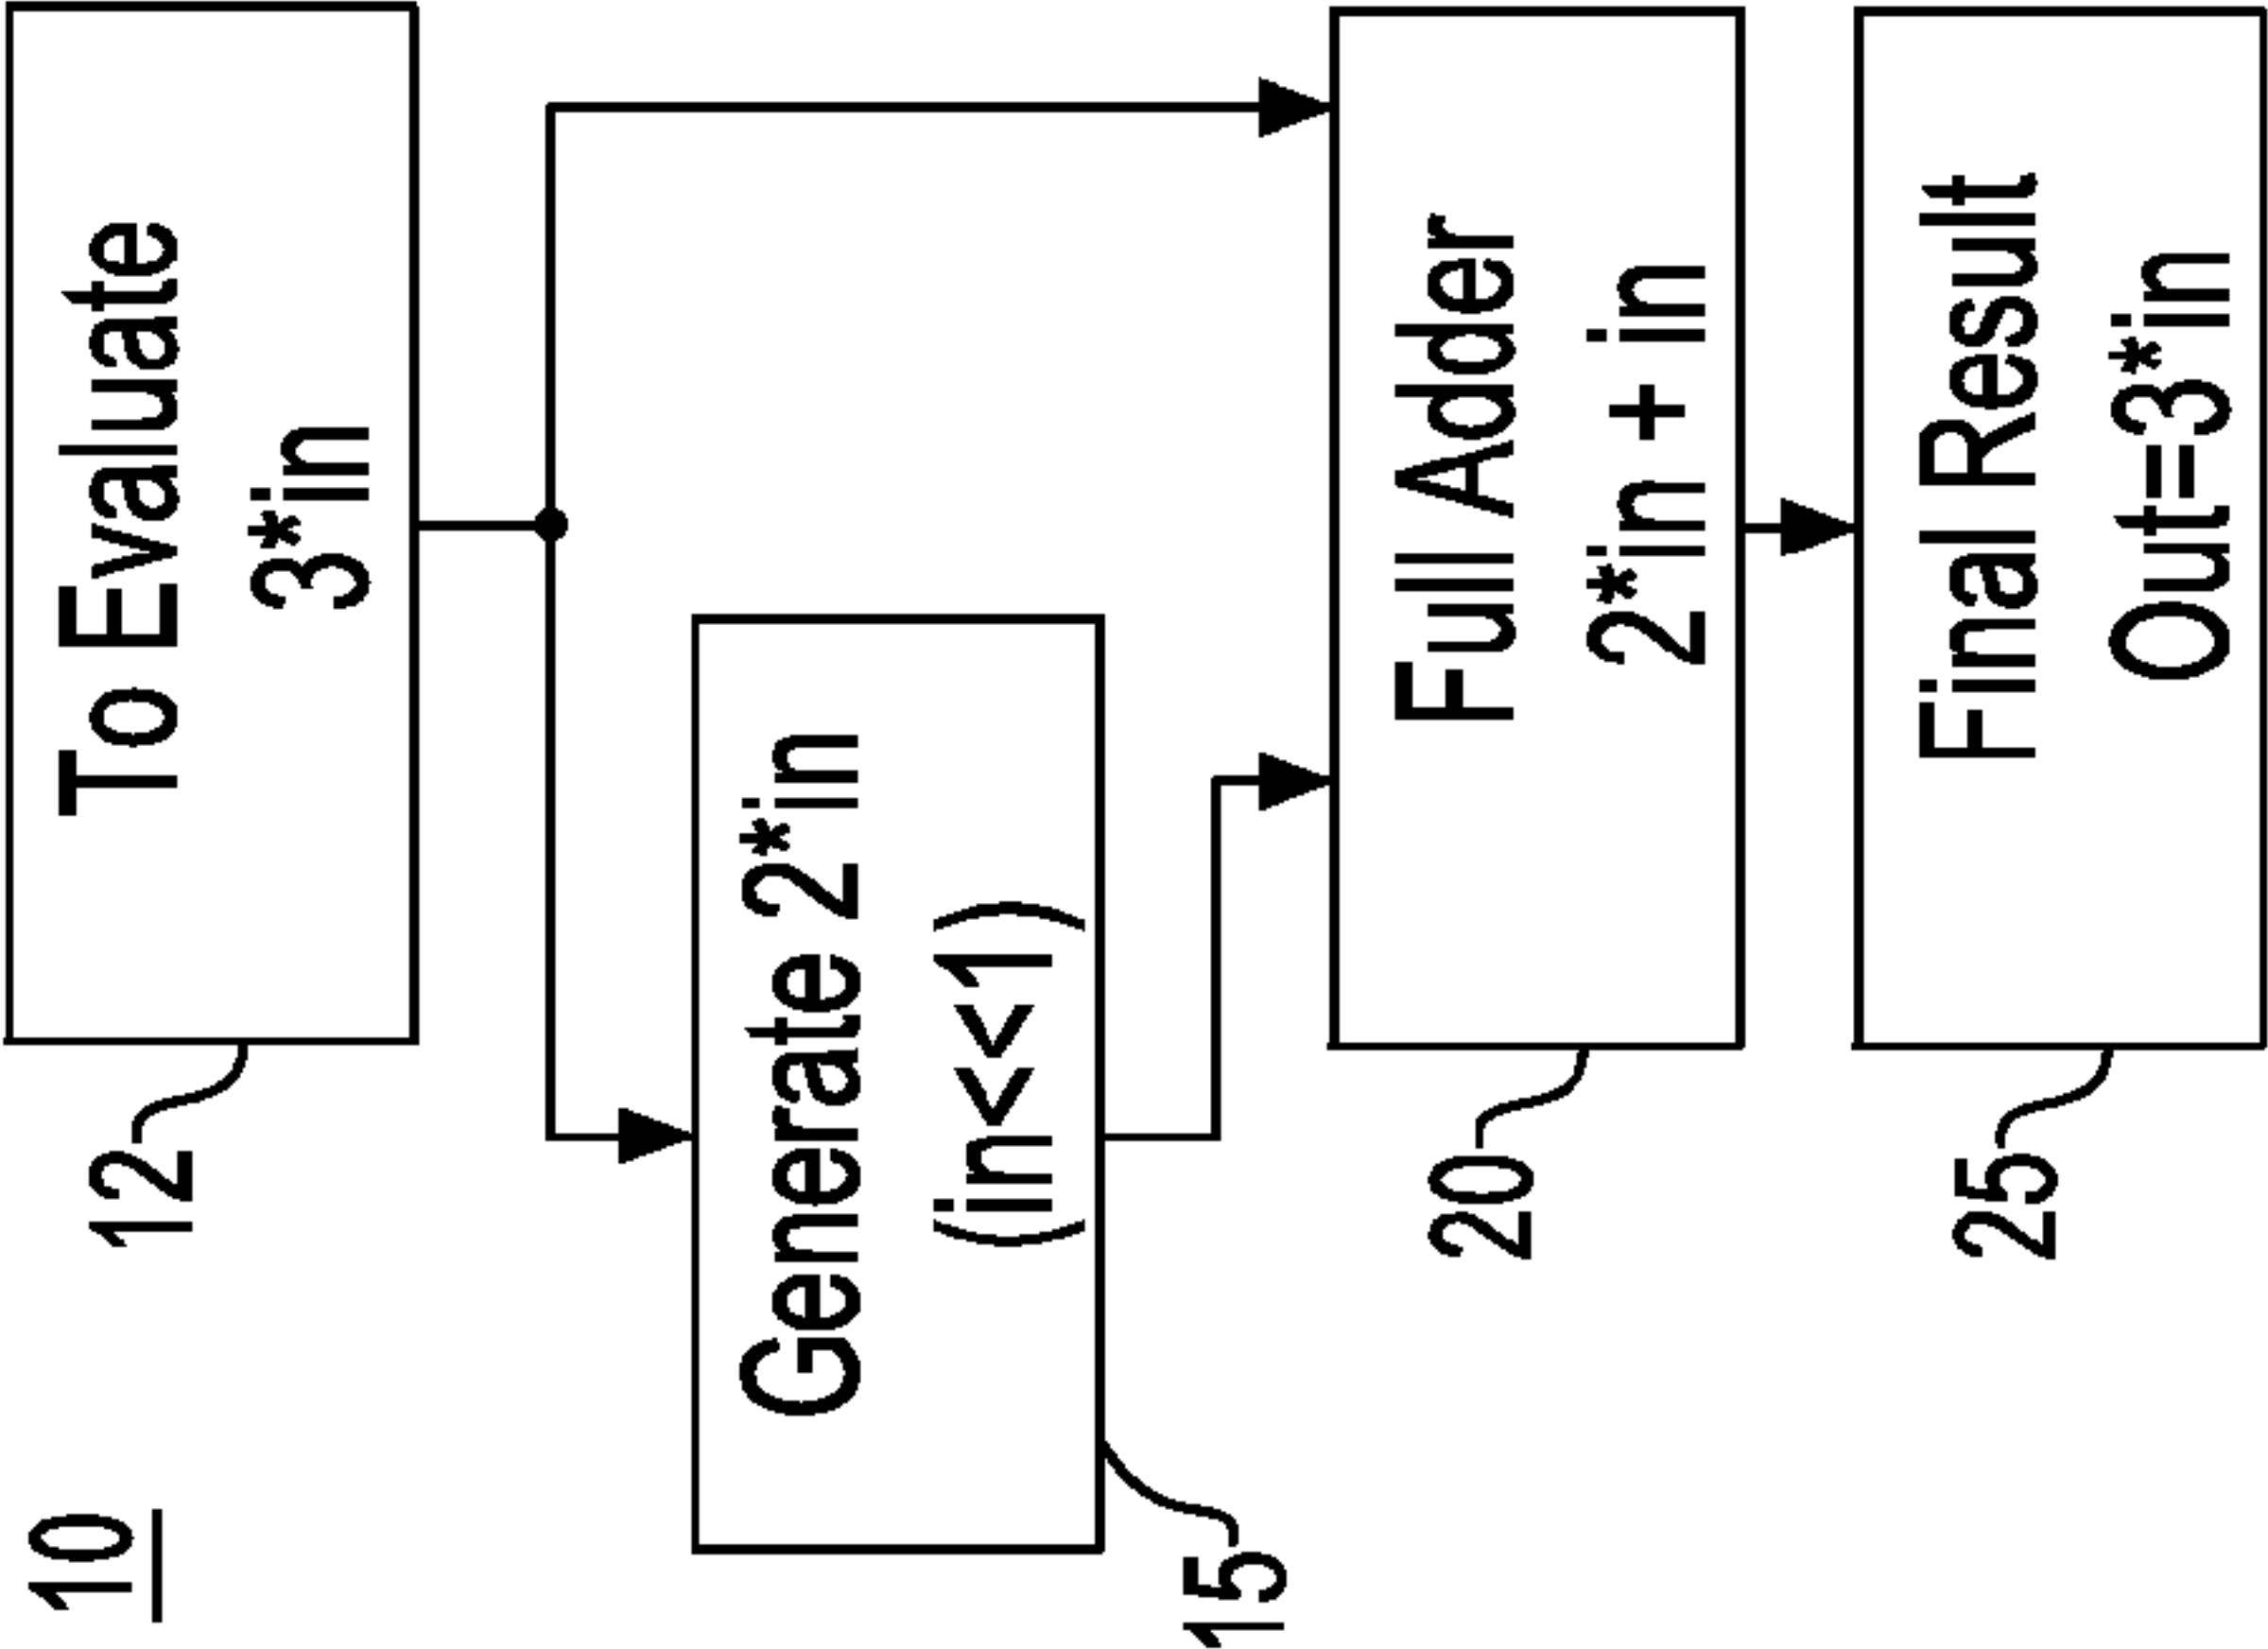 10
12
To Evaluate
3*in
Generate 2*in
(in<<1)
15
20
Full Adder
2*in + in
25
Final Result
Out=3*in